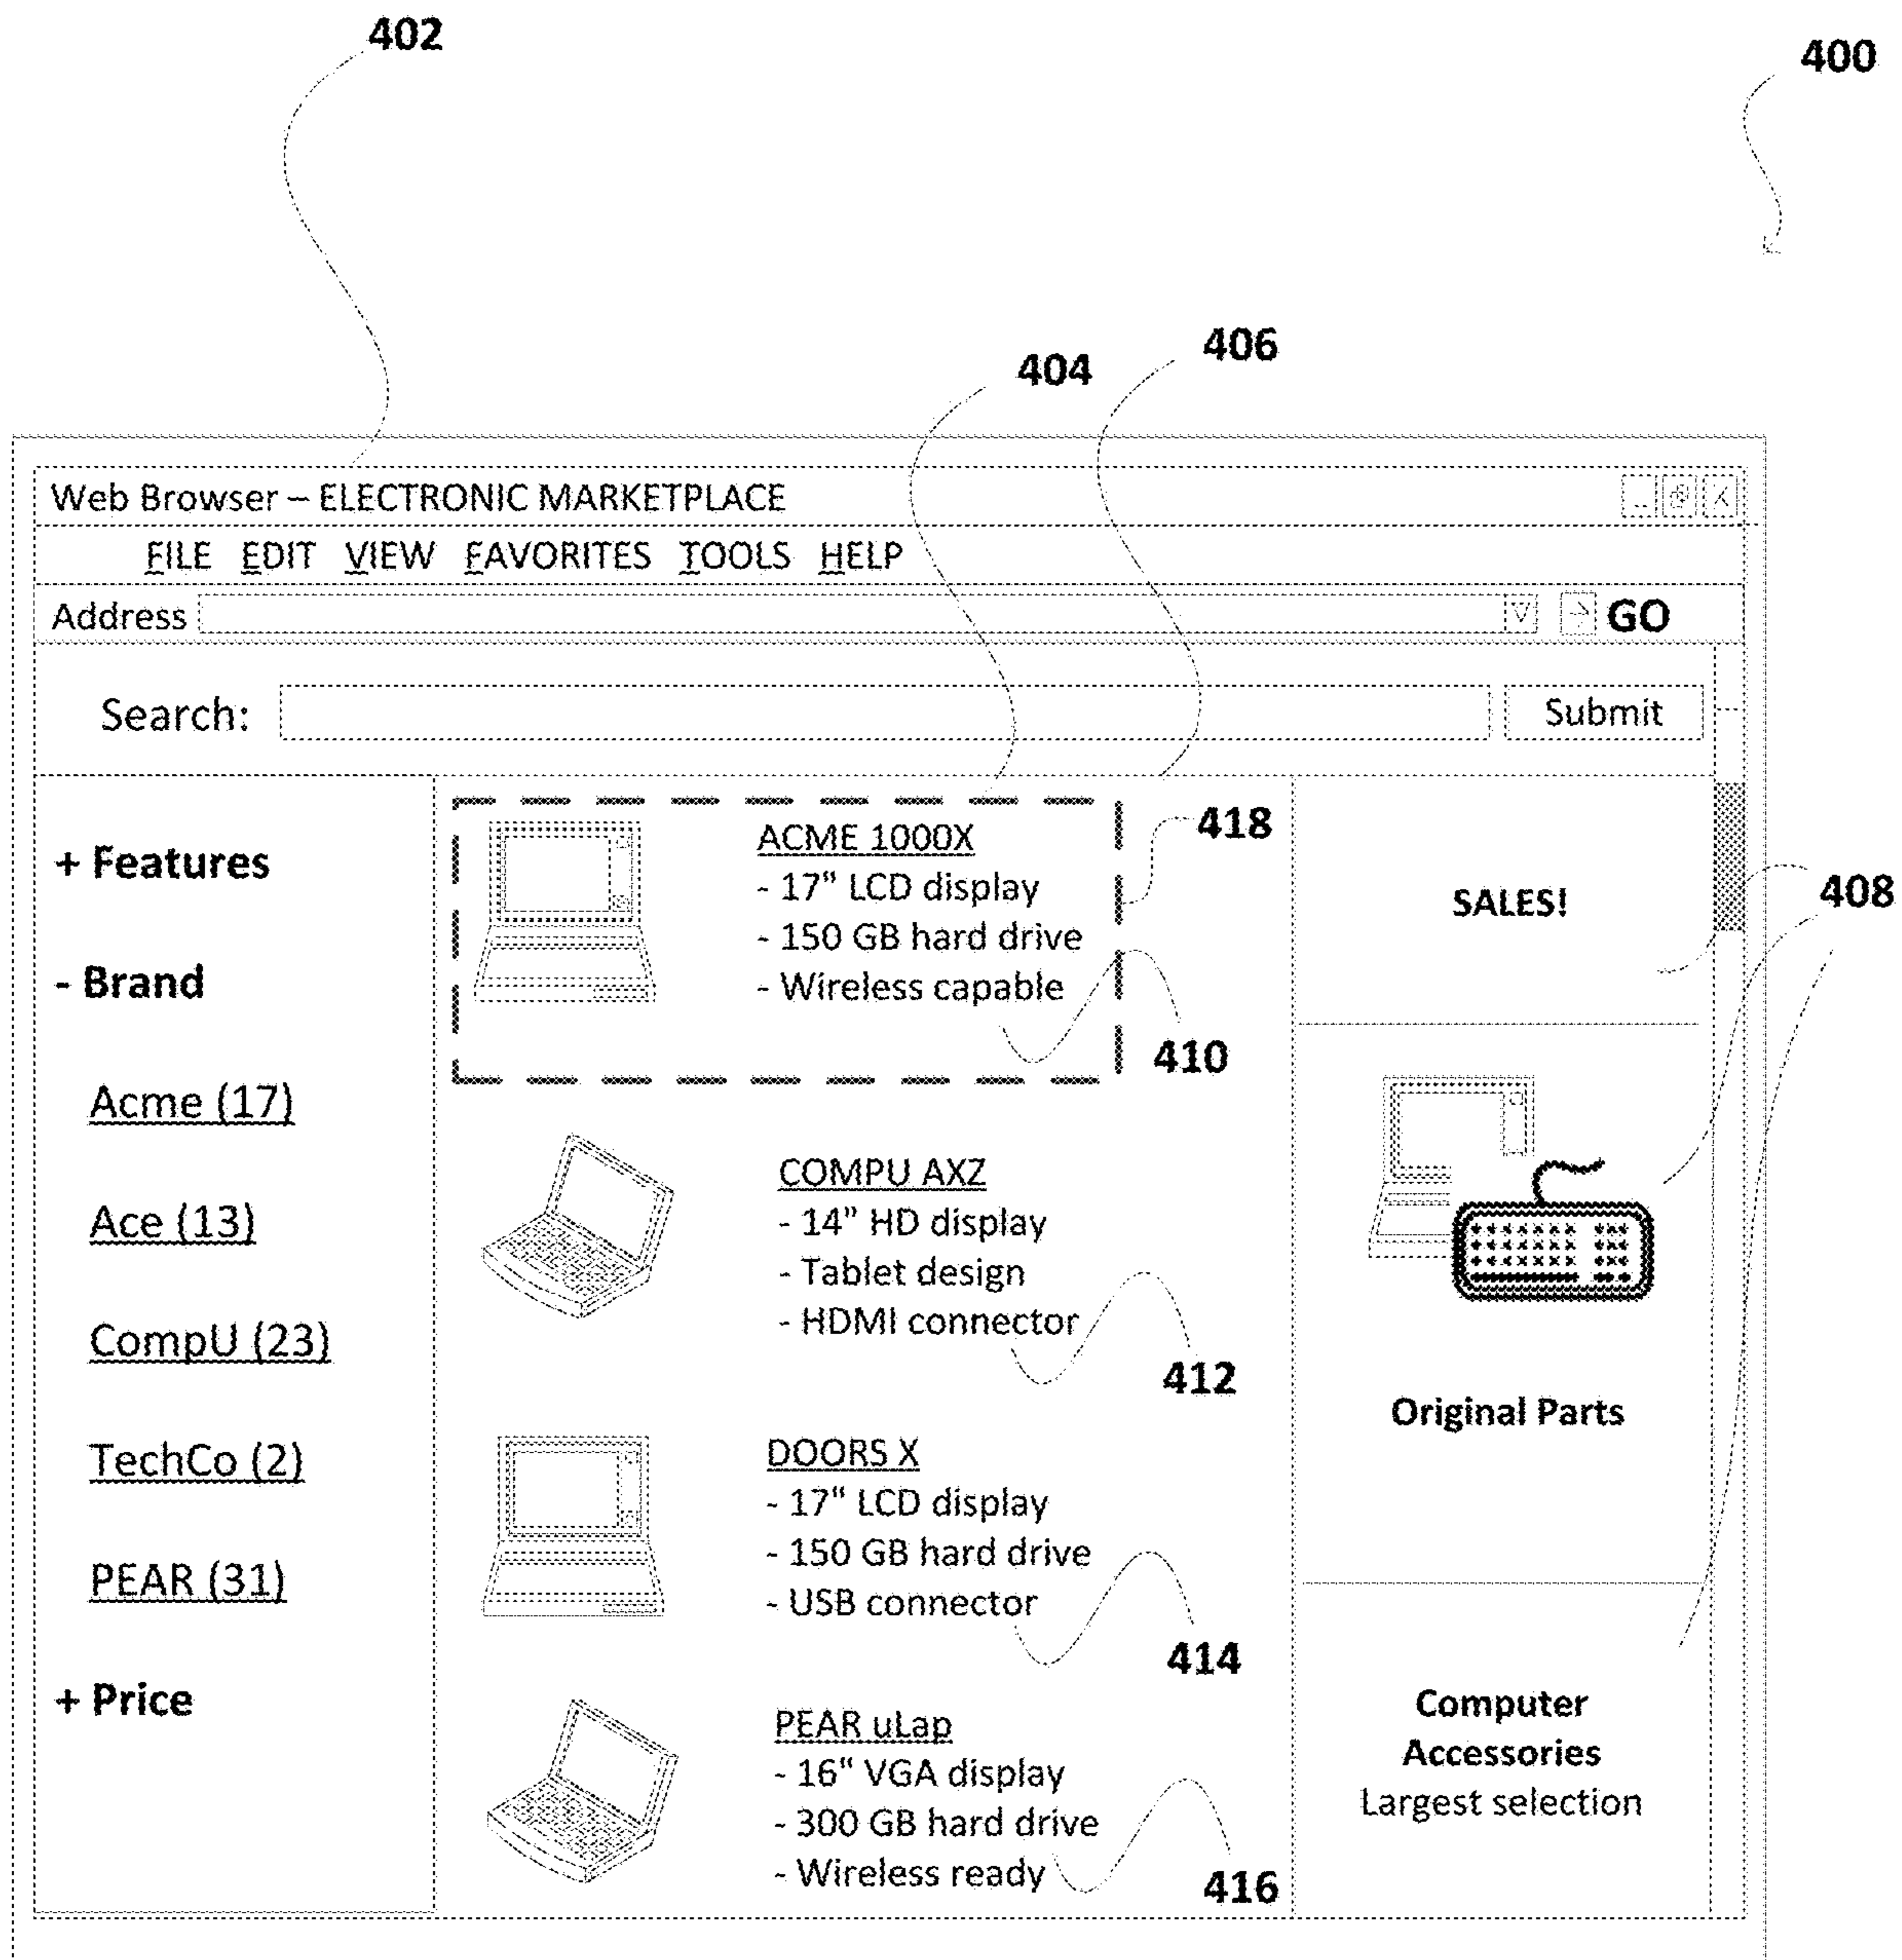 402
400
404
406
Web Browser – ELECTRONIC MARKETPLACE
FILE EDIT VIEW FAVORITES TOOLS HELP
Address
GO
Search:
Submit
+ Features
- Brand
Acme (17)
Ace (13)
CompU (23)
TechCo (2)
PEAR (31)
+ Price
ACME 1000X
- 17" LCD display
- 150 GB hard drive
- Wireless capable
418
410
COMPU AXZ
- 14" HD display
- Tablet design
- HDMI connector
412
DOORS X
- 17" LCD display
- 150 GB hard drive
- USB connector
414
PEAR uLap
- 16" VGA display
- 300 GB hard drive
- Wireless ready
416
SALES!
408
Original Parts
Computer
Accessories
Largest selection